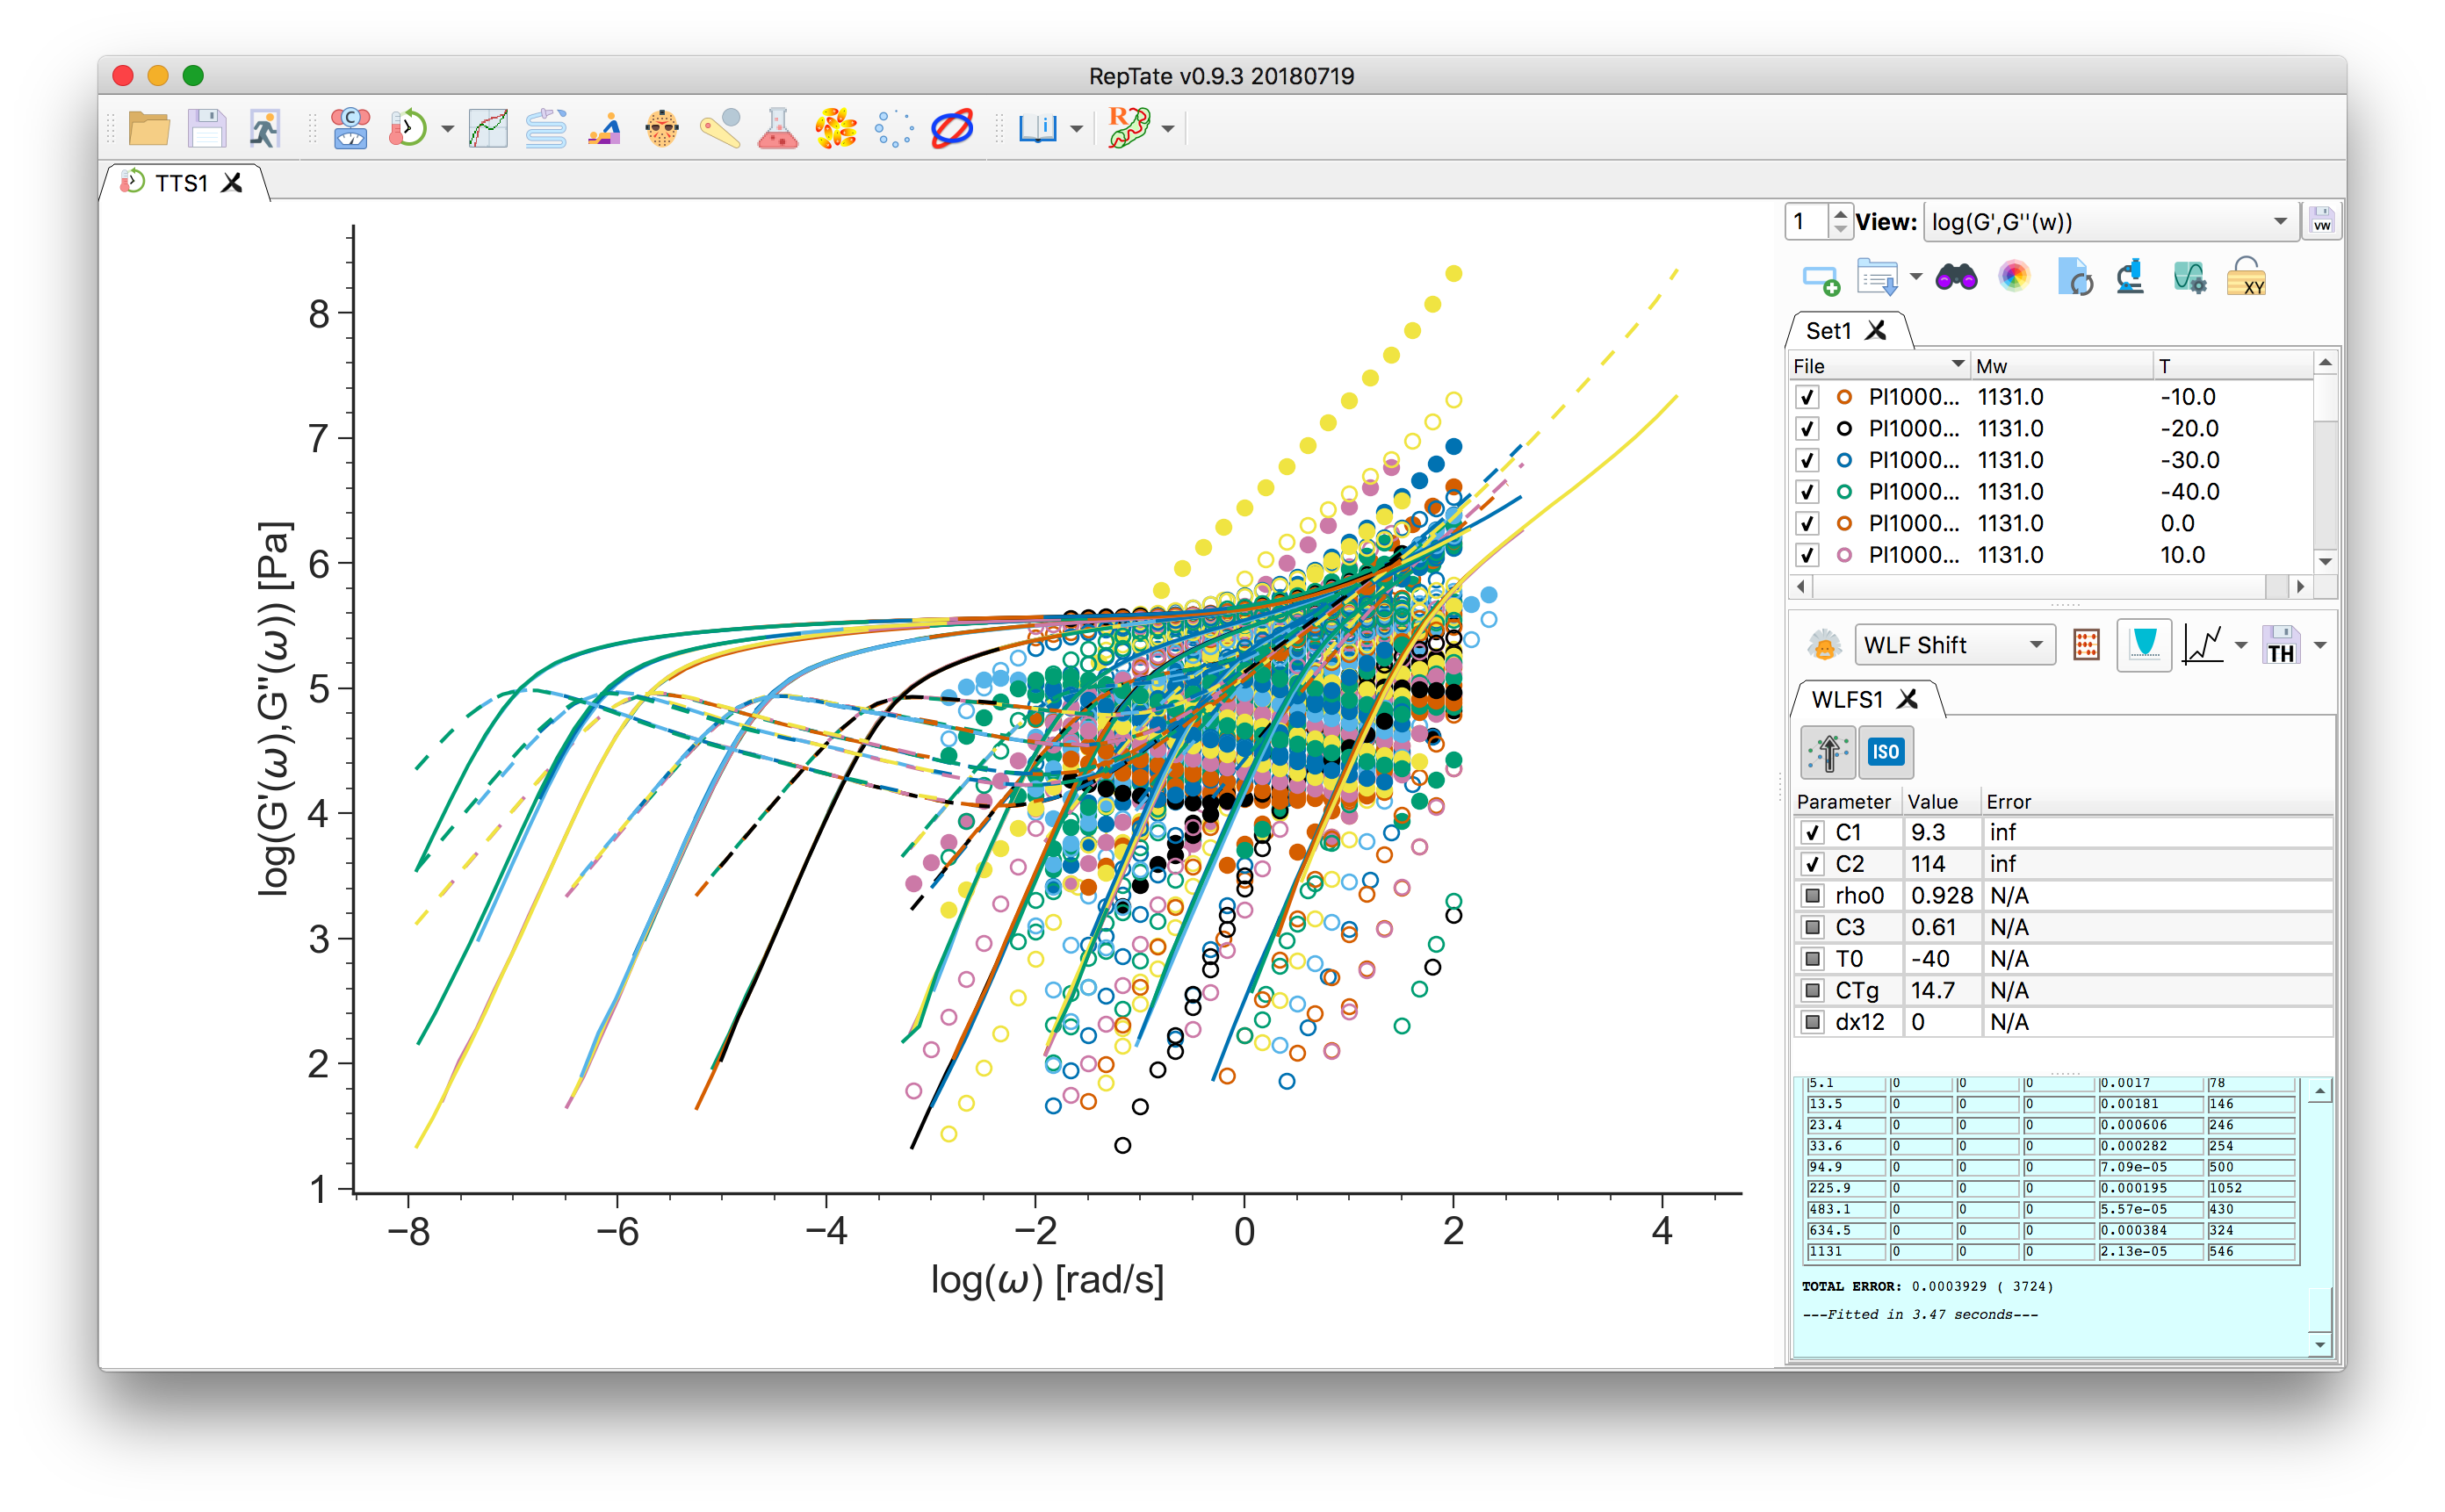 RepTate v0.9.3 20180719
C
i
R
TTS1
1 View: log(G',G''(w))
VW
XY
Set1
File Mw T
PI1000... 1131.0 -10.0
PI1000... 1131.0 -20.0
PI1000... 1131.0 -30.0
PI1000... 1131.0 -40.0
PI1000... 1131.0 0.0
PI1000... 1131.0 10.0
WLF Shift
TH
WLFS1
ISO
Parameter Value Error
C1 9.3 inf
C2 114 inf
rho0 0.928 N/A
C3 0.61 N/A
T0 -40 N/A
CTg 14.7 N/A
dx12 0 N/A
5.1 0 0 0 0.0017 78
13.5 0 0 0 0.00181 146
23.4 0 0 0 0.000606 246
33.6 0 0 0 0.000282 254
94.9 0 0 0 7.09e-05 500
225.9 0 0 0 0.000195 1052
483.1 0 0 0 5.57e-05 430
634.5 0 0 0 0.000384 324
1131 0 0 0 2.13e-05 546
TOTAL ERROR: 0.0003929 ( 3724)
---Fitted in 3.47 seconds---
log(G'(ω),G"(ω)) [Pa]
8
7
6
5
4
3
2
1
−8 −6 −4 −2 0 2 4
log(ω) [rad/s]